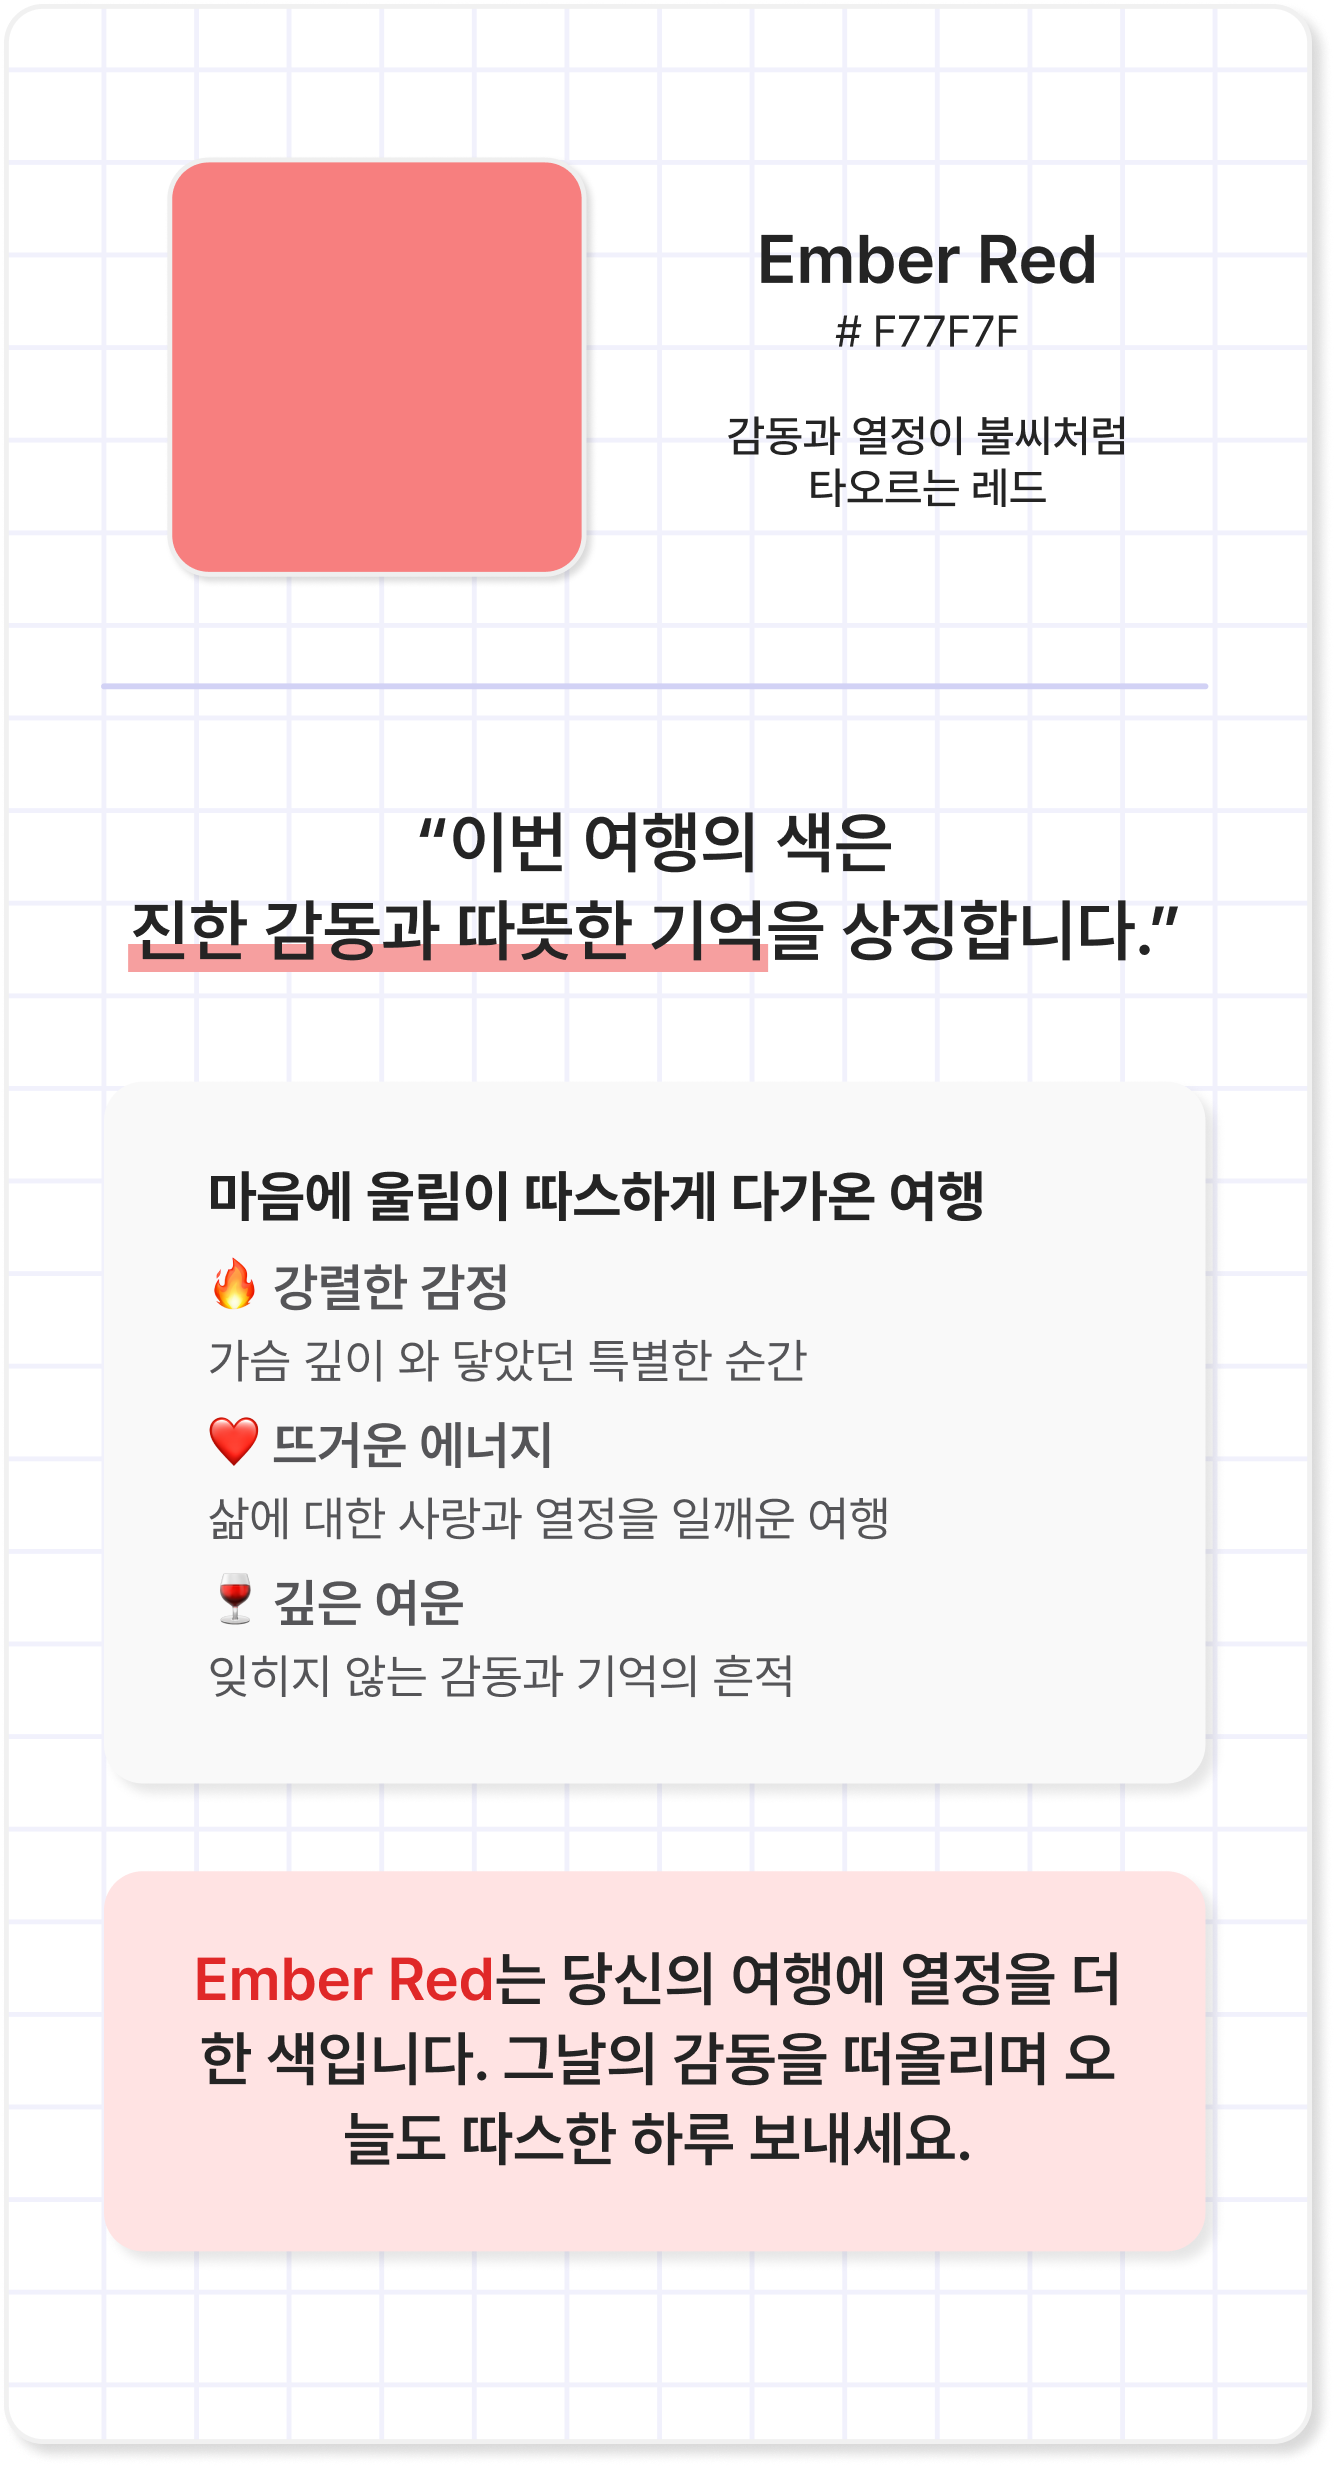 Ember Red
# F77F7F
감동과 열정이 불씨처럼
타오르는 레드
“이번 여행의 색은
진한 감동과 따뜻한 기억을 상징합니다.”
마음에 울림이 따스하게 다가온 여행
🔥 강렬한 감정
가슴 깊이 와 닿았던 특별한 순간
❤️ 뜨거운 에너지
삶에 대한 사랑과 열정을 일깨운 여행
🍷 깊은 여운
잊히지 않는 감동과 기억의 흔적
Ember Red는 당신의 여행에 열정을 더
한 색입니다. 그날의 감동을 떠올리며 오
늘도 따스한 하루 보내세요.